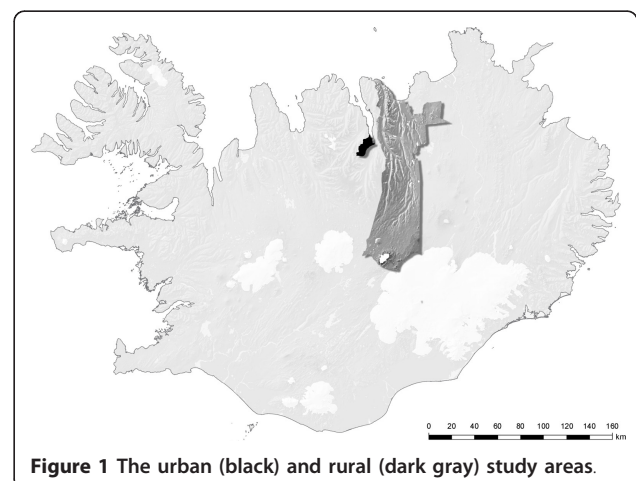 0 20 40 60 80 100 120 140 160
km
Figure 1 The urban (black) and rural (dark gray) study areas.